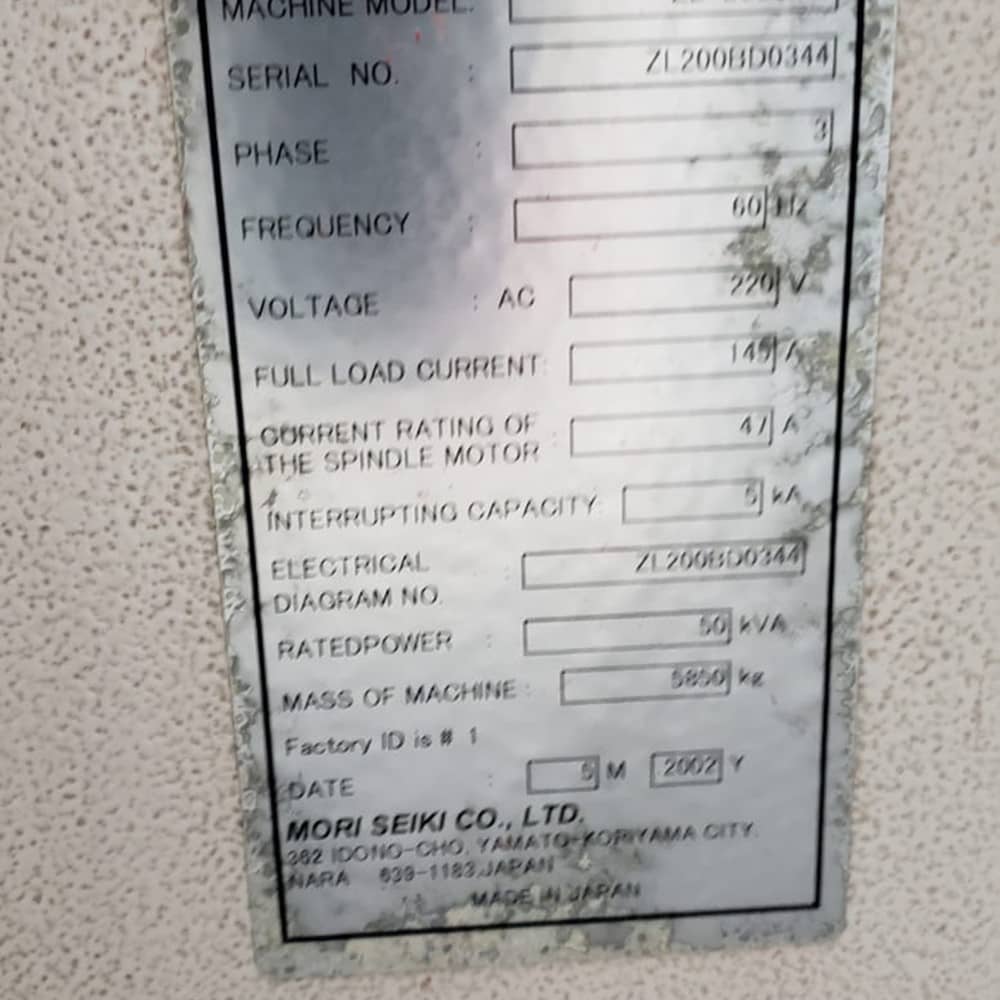 MACHINE MODEL:
SERIAL NO. : ZL200BD0344
PHASE : 3
FREQUENCY : 60 Hz
VOLTAGE : AC 220 V
FULL LOAD CURRENT: 145 A
CURRENT RATING OF
THE SPINDLE MOTOR : A
INTERRUPTING CAPACITY: 5 kA
ELECTRICAL : ZL200BD0344
DIAGRAM NO.
RATEDPOWER : 50 kVA
MASS OF MACHINE : 5850 kg
Factory ID is # 1
DATE : 5 M 2002 Y
MORI SEIKI CO., LTD.
362 IDONO-CHO, YAMATO-KORIYAMA CITY.
NARA 639-1183,JAPAN
MADE IN JAPAN